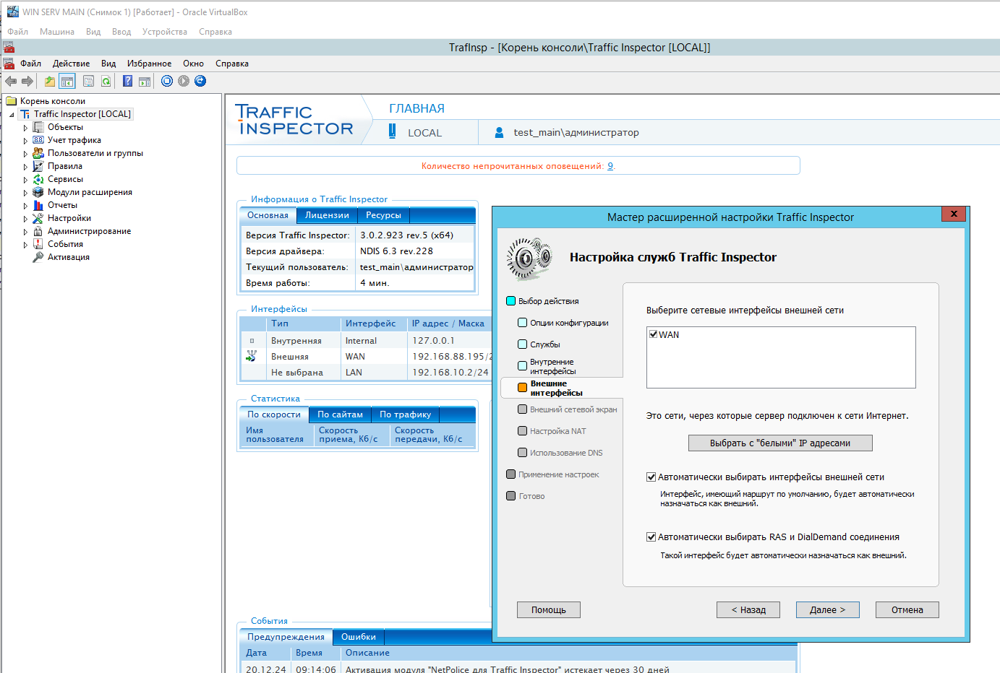 WIN SERV MAIN (Снимок 1) [Работает] - Oracle VirtualBox
Файл Машина Вид Ввод Устройства Справка
TrafInsp - [Корень консоли\Traffic Inspector [LOCAL]]
Файл Действие Вид Избранное Окно Справка
Корень консоли
Traffic Inspector [LOCAL]
Объекты
Учет трафика
Пользователи и группы
Правила
Сервисы
Модули расширения
Отчеты
Настройки
Администрирование
События
Активация
TRAFFIC
INSPECTOR
ГЛАВНАЯ
LOCAL test_main\администратор
Количество непрочитанных оповещений: 9.
Информация о Traffic Inspector
Основная Лицензии Ресурсы
Версия Traffic Inspector: 3.0.2.923 rev.5 (x64)
Версия драйвера: NDIS 6.3 rev.228
Текущий пользователь: test_main\администратор
Время работы: 4 мин.
Интерфейсы
Тип Интерфейс IP адрес / Маска
Внутренняя Internal 127.0.0.1
Внешняя WAN 192.168.88.195/2
Не выбрана LAN 192.168.10.2/24
Статистика
По скорости По сайтам По трафику
Имя пользователя Скорость приема, Кб/с Скорость передачи, Кб/с
События
Предупреждения Ошибки
Дата Время Описание
20.12.24 09:14:06 Активация модуля "NetPolice для Traffic Inspector" истекает через 30 дней
Мастер расширенной настройки Traffic Inspector
x
Настройка служб Traffic Inspector
Выбор действия
Опции конфигурации
Службы
Внутренние
интерфейсы
Внешние
интерфейсы
Внешний сетевой экран
Настройка NAT
Использование DNS
Применение настроек
Готово
Выберите сетевые интерфейсы внешней сети
WAN
Это сети, через которые сервер подключен к сети Интернет.
Выбрать с "белыми" IP адресами
Автоматически выбирать интерфейсы внешней сети
Интерфейс, имеющий маршрут по умолчанию, будет автоматически
назначаться как внешний.
Автоматически выбирать RAS и DialDemand соединения
Такой интерфейс будет автоматически назначаться как внешний.
Помощь < Назад Далее > Отмена